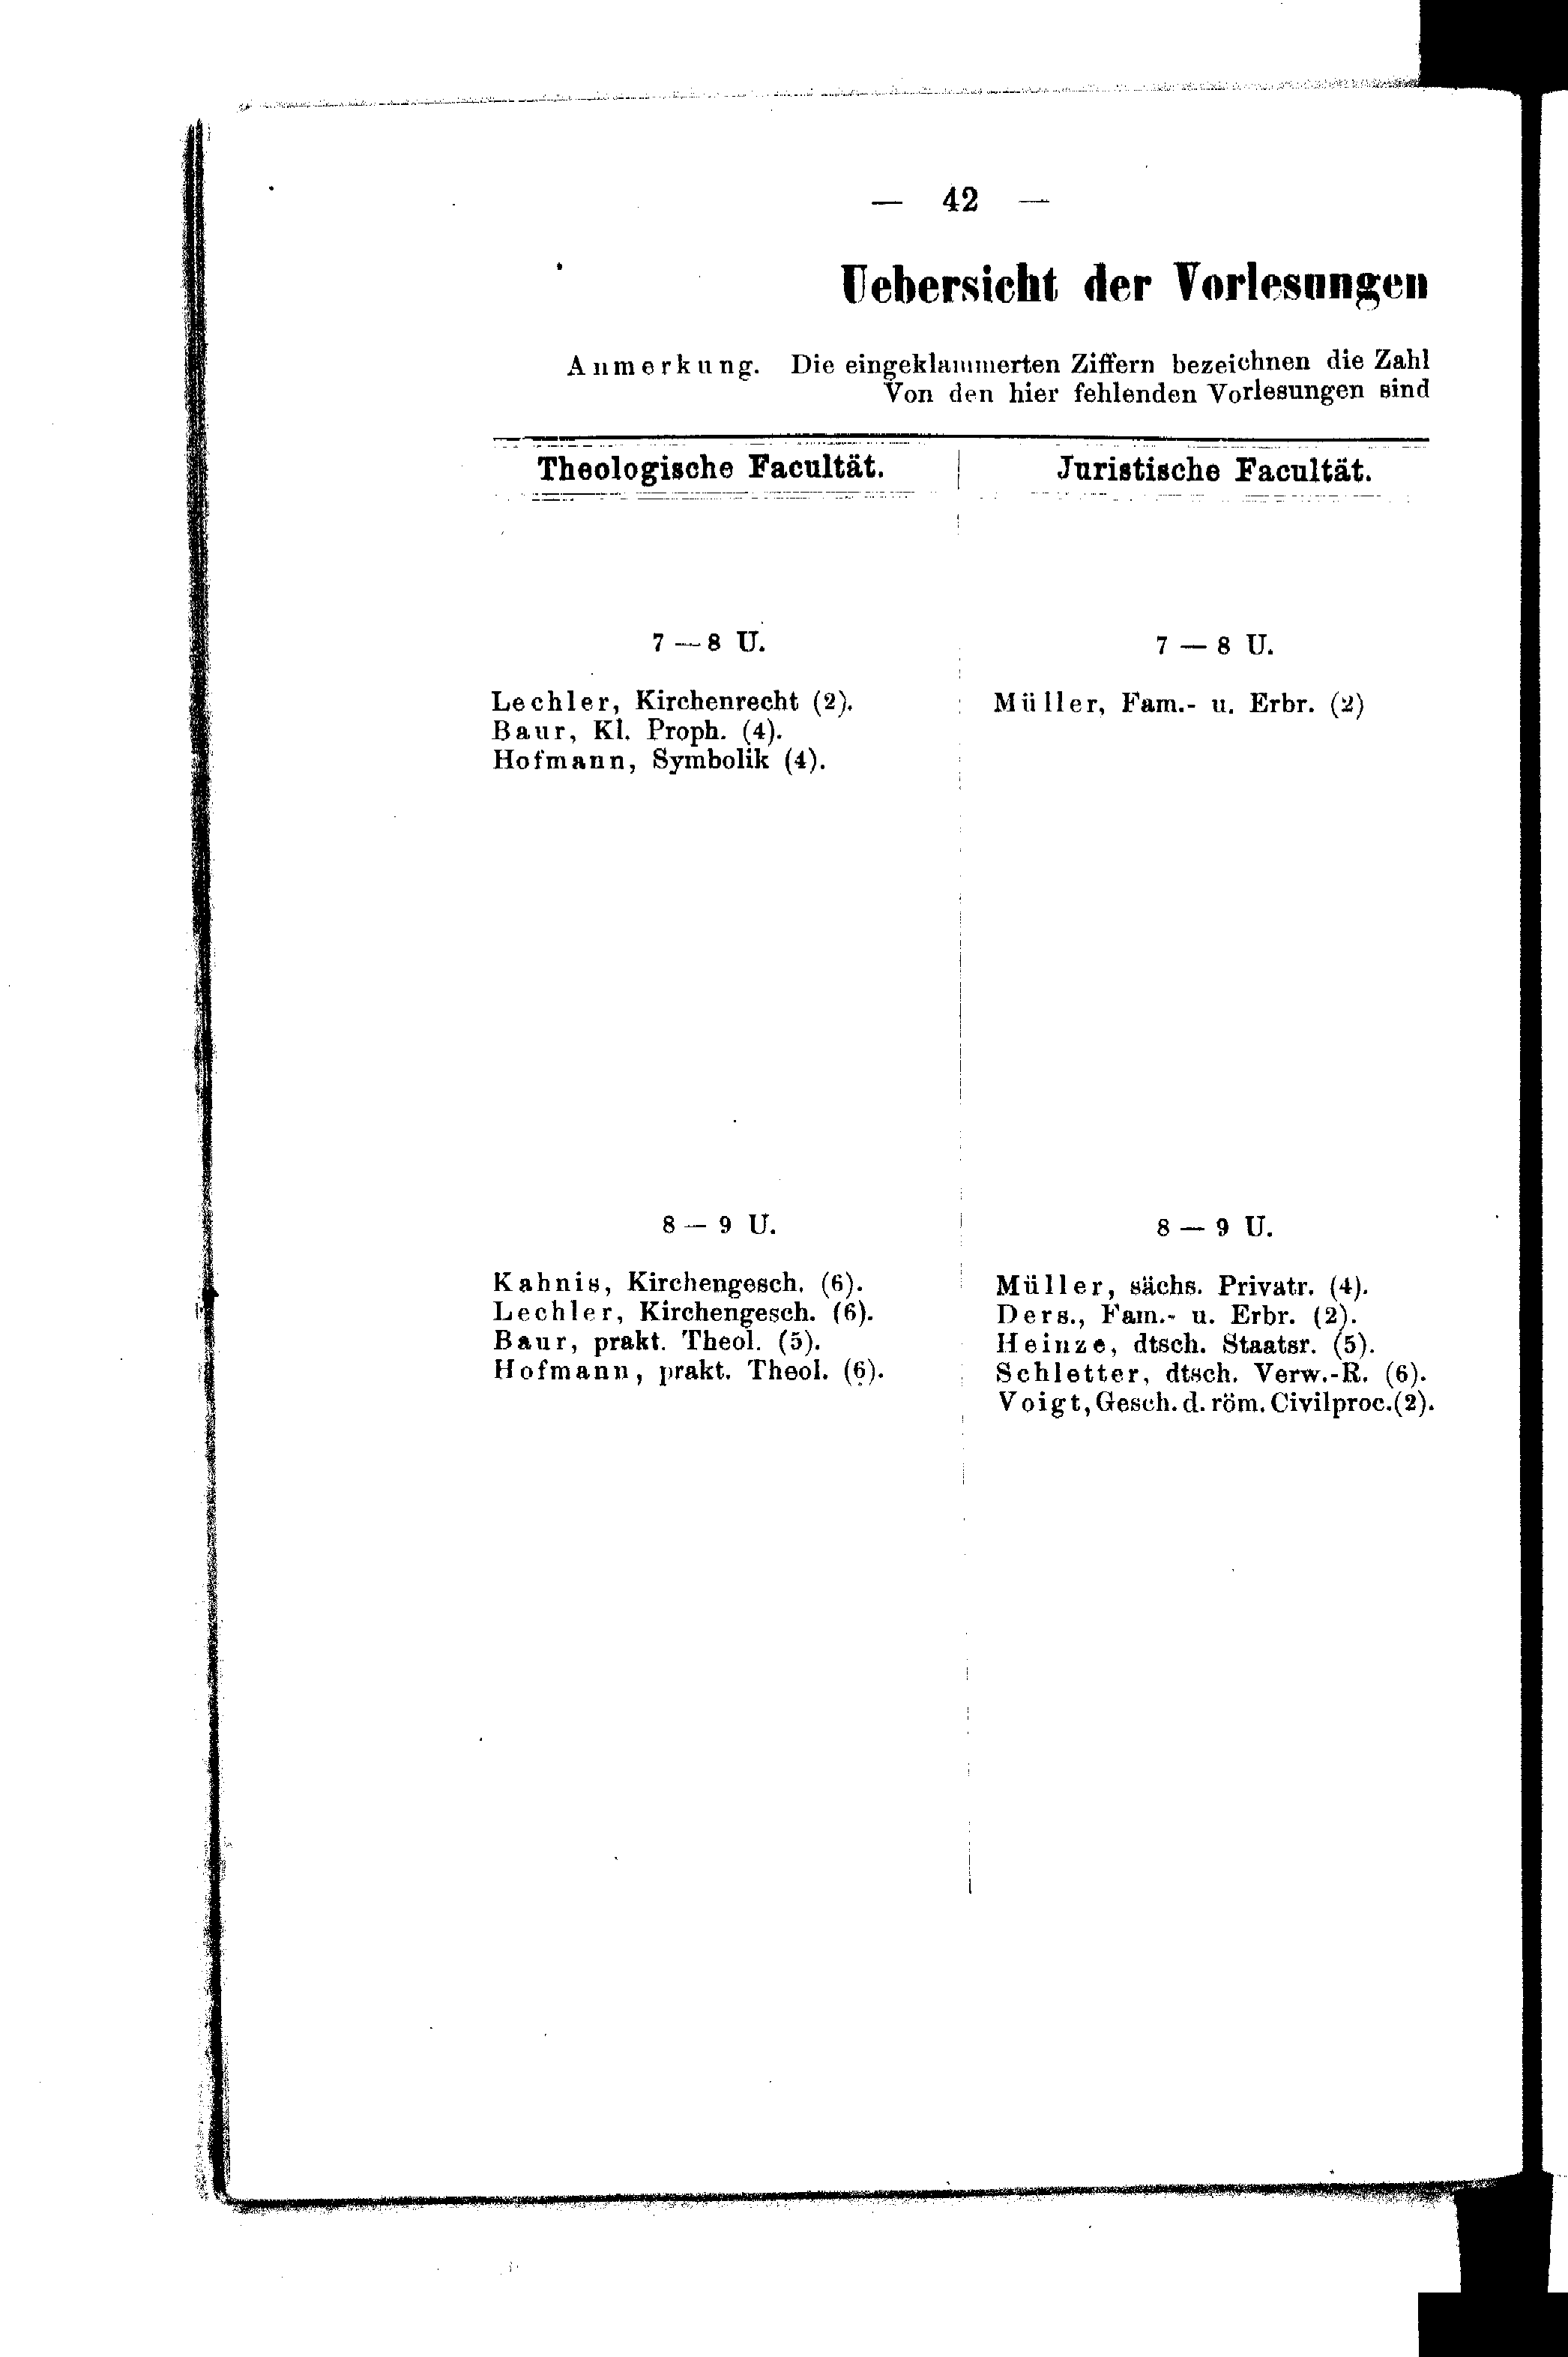 — 42 —
Uebersicht der Vorlesungen
Anmerkung. Die eingeklammerten Ziffern bezeichnen die Zahl
Von den hier fehlenden Vorlesungen sind
Theologische Facultät.
7 — 8 U.
Lechler, Kirchenrecht (2).
Baur, Kl. Proph. (4).
Hofmann, Symbolik (4).
8 — 9 U.
Kahnis, Kirchengesch. (6).
Lechler, Kirchengesch. (6).
Baur, prakt. Theol. (5).
Hofmann, prakt. Theol. (6).
Juristische Facultät.
7 — 8 U.
Müller, Fam.- u. Erbr. (2)
8 — 9 U.
Müller, sächs. Privatr. (4).
Ders., Fam.- u. Erbr. (2).
Heinze, dtsch. Staatsr. (5).
Schletter, dtsch. Verw.-R. (6).
Voigt, Gesch. d. röm. Civilproc. (2).